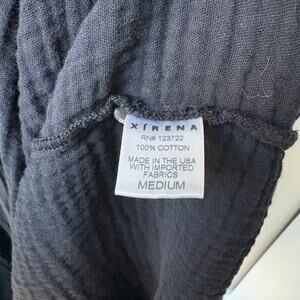 XÍRENA
RN# 123722
100% COTTON
MADE IN THE USA
WITH IMPORTED
FABRICS
MEDIUM